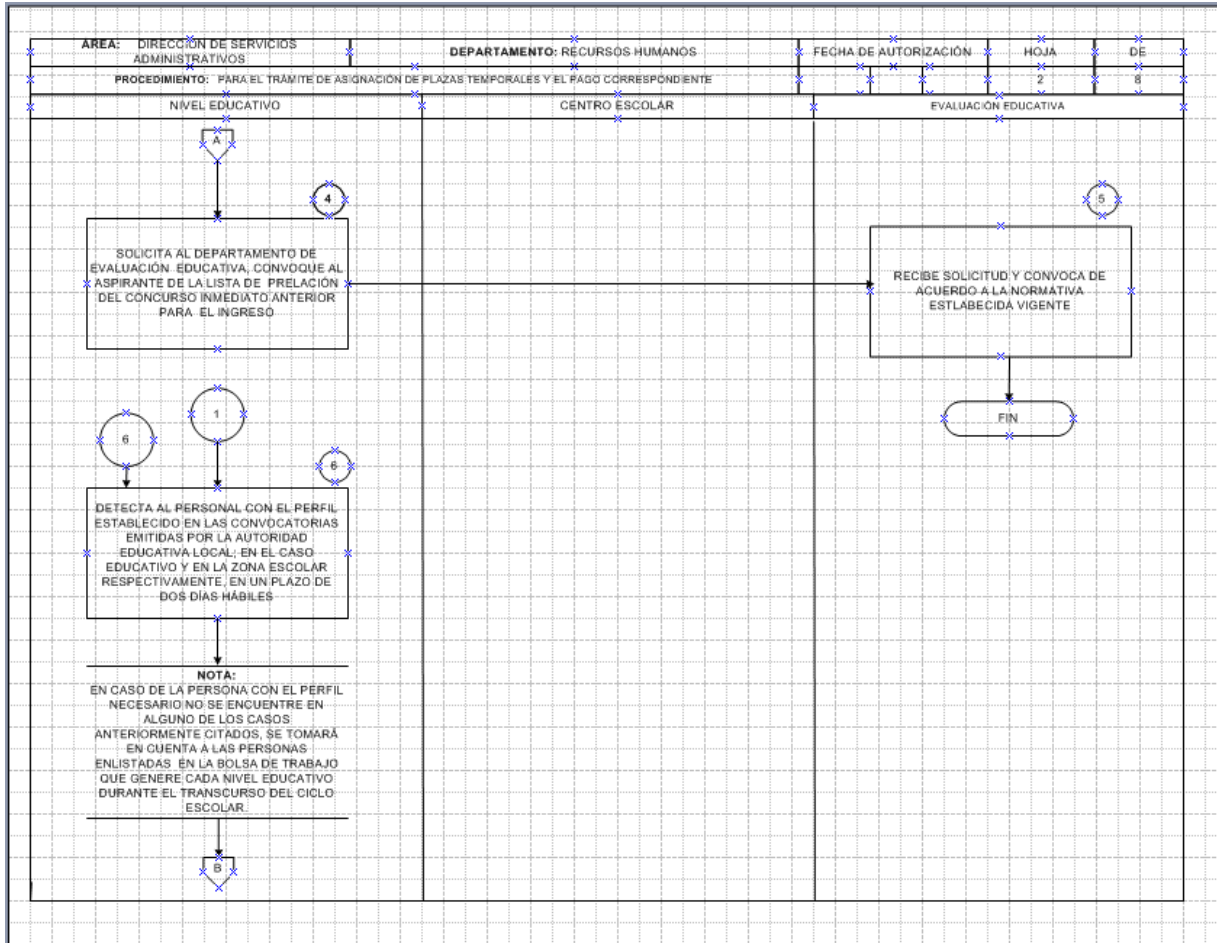 ÁREA: DIRECCIÓN DE SERVICIOS
ADMINISTRATIVOS
DEPARTAMENTO: RECURSOS HUMANOS
FECHA DE AUTORIZACIÓN
HOJA
DE
PROCEDIMIENTO: PARA EL TRÁMITE DE ASIGNACIÓN DE PLAZAS TEMPORALES Y EL PAGO CORRESPONDIENTE
2
8
NIVEL EDUCATIVO
CENTRO ESCOLAR
EVALUACIÓN EDUCATIVA
A
4
SOLICITA AL DEPARTAMENTO DE
EVALUACIÓN EDUCATIVA, CONVOQUE AL
ASPIRANTE DE LA LISTA DE PRELACIÓN
DEL CONCURSO INMEDIATO ANTERIOR
PARA EL INGRESO
5
RECIBE SOLICITUD Y CONVOCA DE
ACUERDO A LA NORMATIVA
ESTLABECIDA VIGENTE
FIN
6
1
6
DETECTA AL PERSONAL CON EL PERFIL
ESTABLECIDO EN LAS CONVOCATORIAS
EMITIDAS POR LA AUTORIDAD
EDUCATIVA LOCAL; EN EL CASO
EDUCATIVO Y EN LA ZONA ESCOLAR
RESPECTIVAMENTE, EN UN PLAZO DE
DOS DÍAS HÁBILES
NOTA:
EN CASO DE LA PERSONA CON EL PERFIL
NECESARIO NO SE ENCUENTRE EN
ALGUNO DE LOS CASOS
ANTERIORMENTE CITADOS, SE TOMARÁ
EN CUENTA A LAS PERSONAS
ENLISTADAS EN LA BOLSA DE TRABAJO
QUE GENERE CADA NIVEL EDUCATIVO
DURANTE EL TRANSCURSO DEL CICLO
ESCOLAR.
B